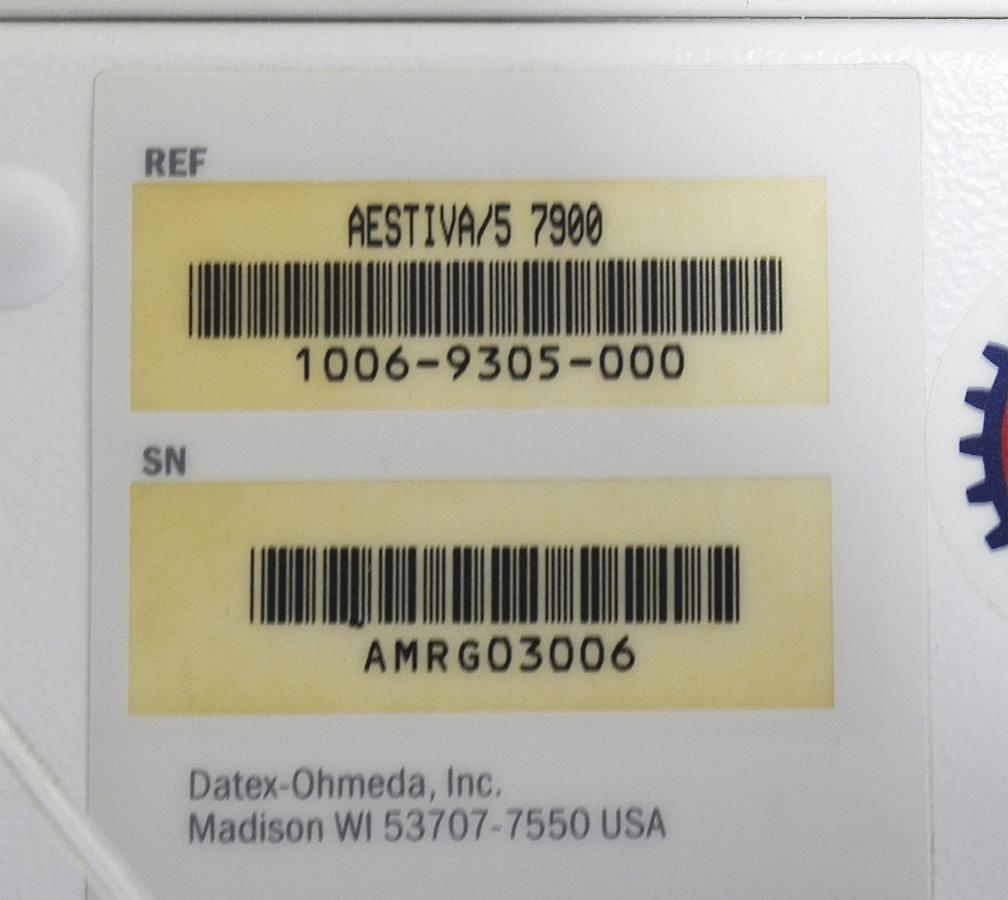 REF
AESTIVA/5 7900
1006-9305-000
SN
AMRG03006
Datex-Ohmeda, Inc.
Madison WI 53707-7550 USA